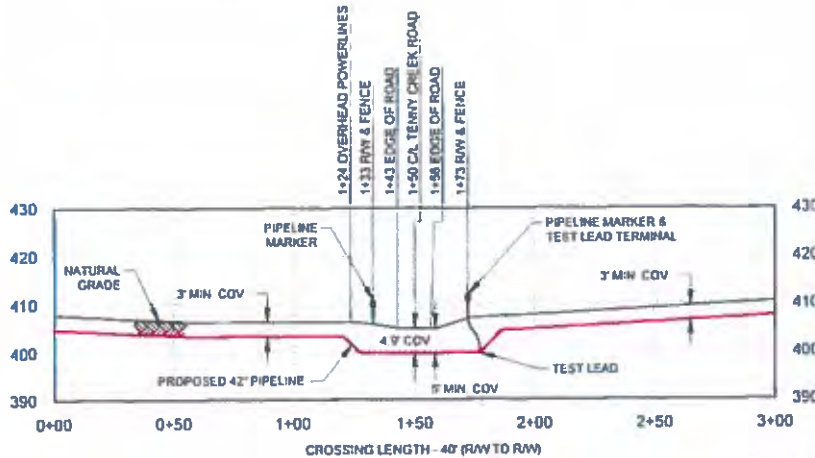 1+24 OVERHEAD POWERLINES
1+33 R/W & FENCE
1+43 EDGE OF ROAD
1+50 C/L TENNY CREEK ROAD
1+58 EDGE OF ROAD
1+73 R/W & FENCE
430
430
PIPELINE
MARKER
PIPELINE MARKER &
TEST LEAD TERMINAL
420
420
NATURAL
GRADE
3' MIN COV
3' MIN COV
410
410
4.9' COV
400
400
PROPOSED 42" PIPELINE
5' MIN COV
TEST LEAD
390
390
0+00
0+50
1+00
1+50
2+00
2+50
3+00
CROSSING LENGTH - 40' (R/W TO R/W)